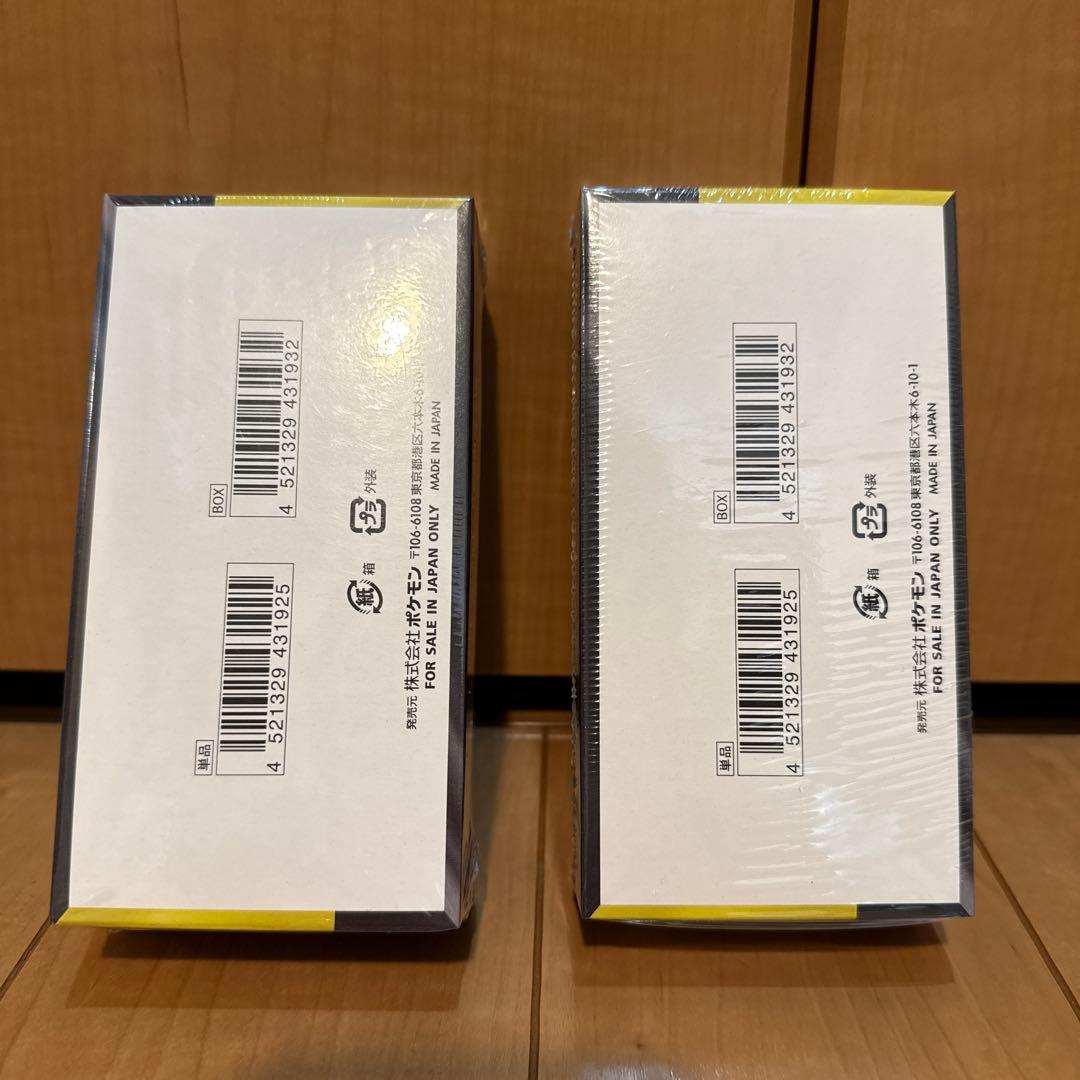 単品
4 521329 431925
BOX
4 521329 431932
紙 箱
プラ 外装
発売元 株式会社 ポケモン 〒106-6108 東京都港区六本木6-10-1
FOR SALE IN JAPAN ONLY MADE IN JAPAN
単品
4 521329 431925
BOX
4 521329 431932
紙 箱
プラ 外装
発売元 株式会社 ポケモン 〒106-6108 東京都港区六本木6-10-1
FOR SALE IN JAPAN ONLY MADE IN JAPAN